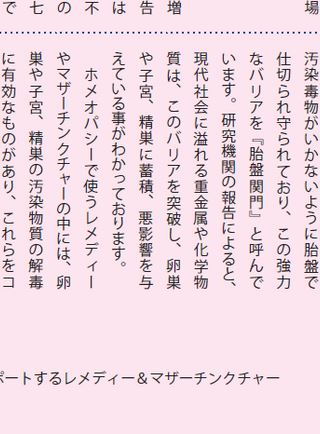 場
増
告
は
不
の
七
で
汚染毒物がいかないように胎盤で
仕切られ守られており、この強力
なバリアを『胎盤関門』と呼んで
います。研究機関の報告によると、
現代社会に溢れる重金属や化学物
質は、このバリアを突破し、卵巣
や子宮、精巣に蓄積、悪影響を与
えている事がわかっております。
ホメオパシーで使うレメディー
やマザーチンクチャーの中には、卵
巣や子宮、精巣の汚染物質の解毒
に有効なものがあり、これらをコ
ポートするレメディー＆マザーチンクチャー